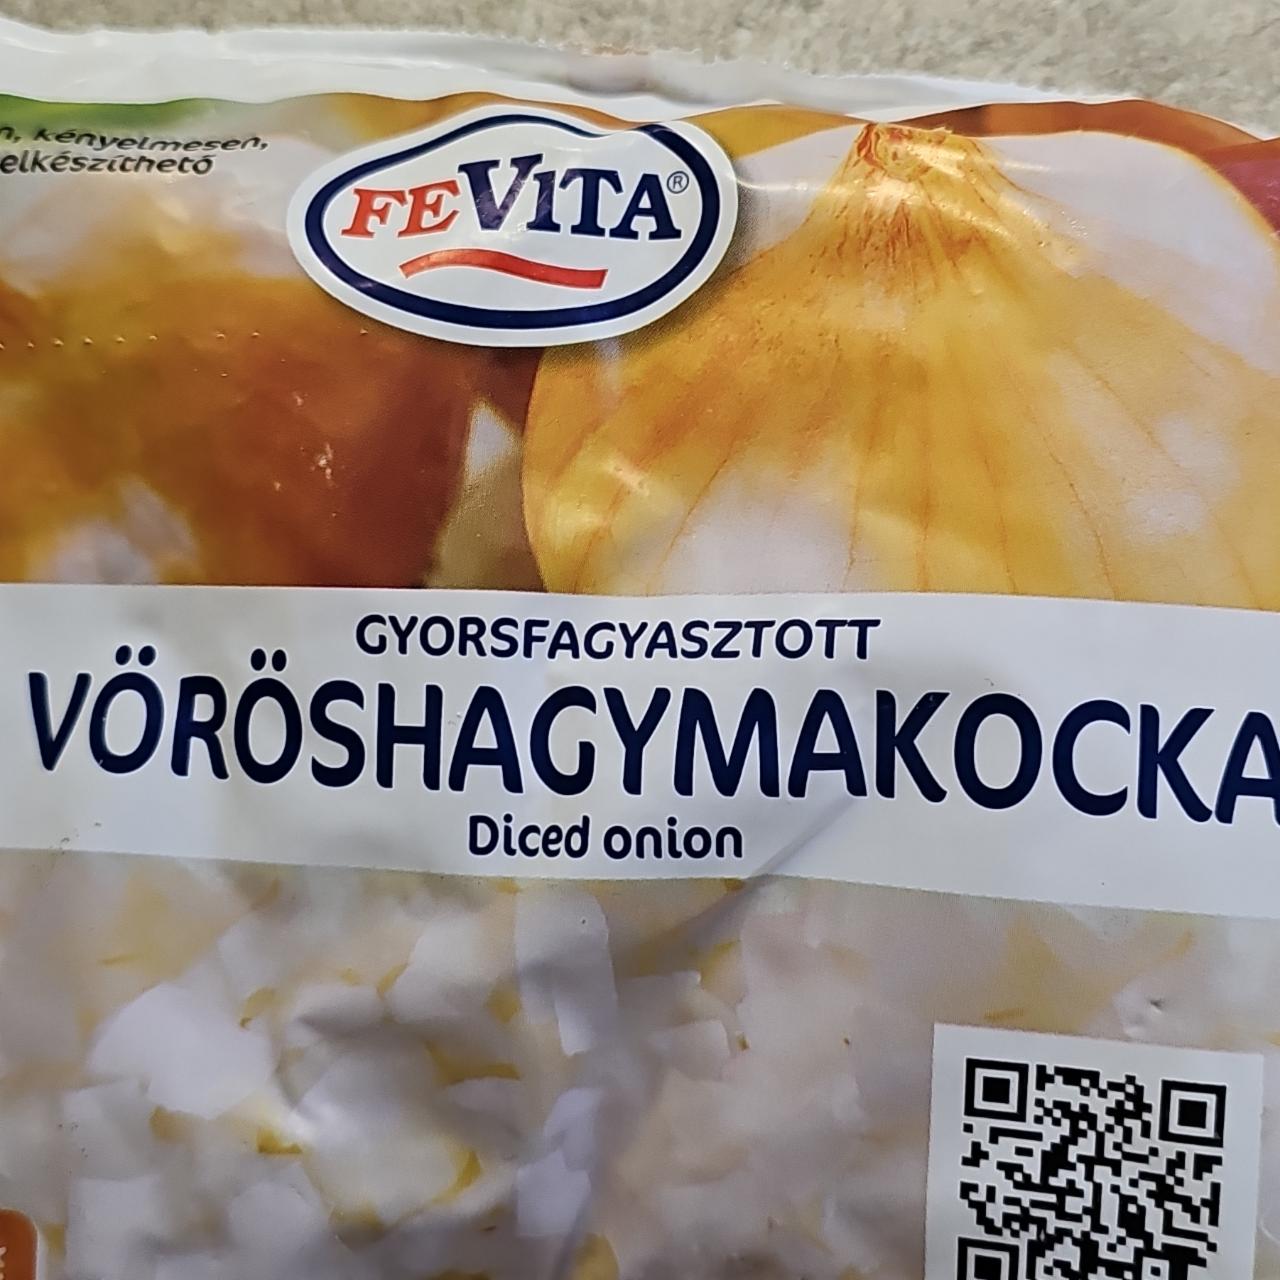 kényelmesen,
elkészíthető
FEVITA®
GYORSFAGYASZTOTT
VÖRÖSHAGYMAKOCKA
Diced onion